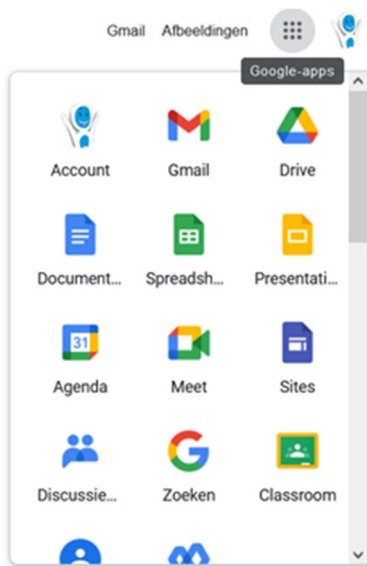 Gmail Afbeeldingen
Google-apps
Account Gmail Drive
Document... Spreadsh... Presentati...
31
Agenda Meet Sites
Discussie... Zoeken Classroom